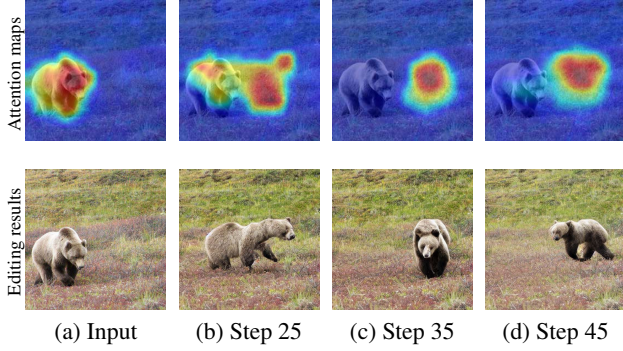 Attention maps
Editing results
(a) Input
(b) Step 25
(c) Step 35
(d) Step 45